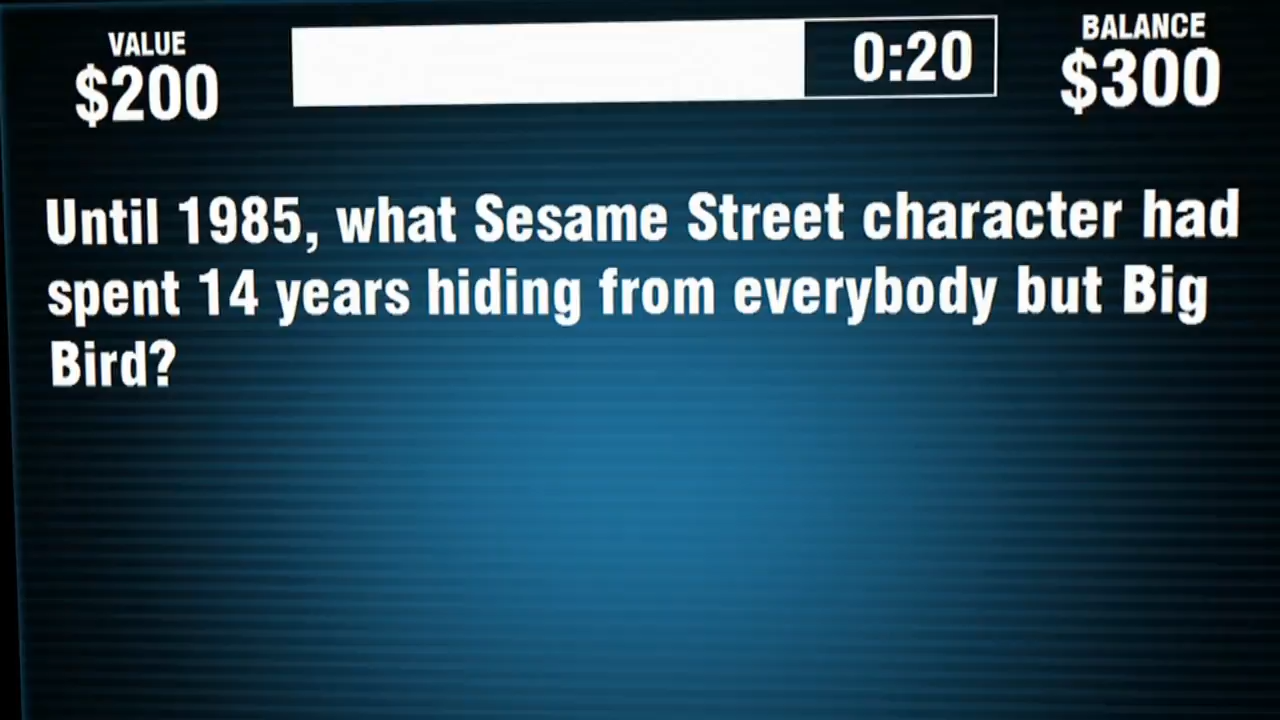 VALUE
$200
0:20
BALANCE
$300
Until 1985, what Sesame Street character had
spent 14 years hiding from everybody but Big
Bird?